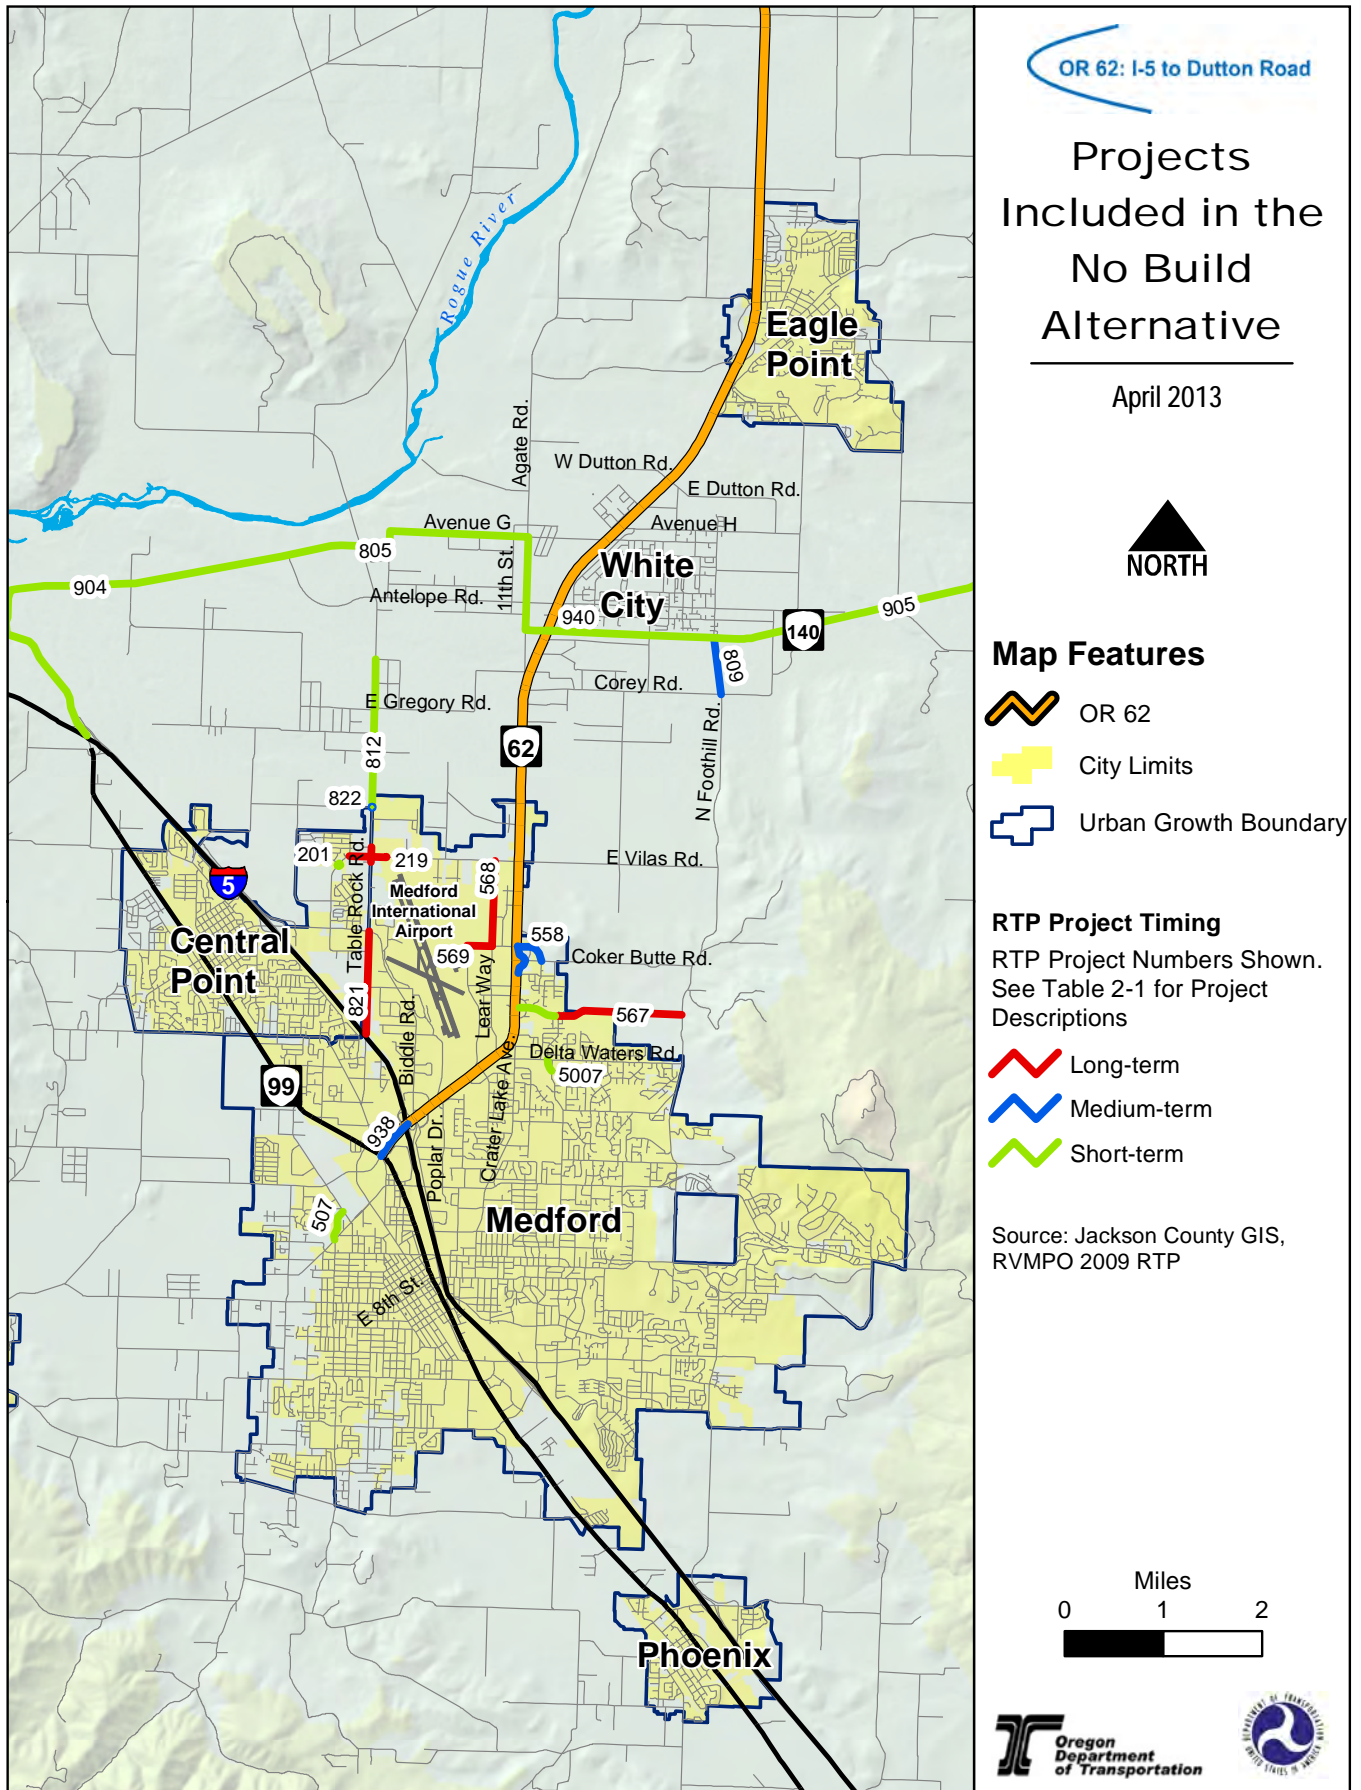 OR 62: I-5 to Dutton Road
Projects
Included in the
No Build
Alternative
April 2013
NORTH
Map Features
OR 62
City Limits
Urban Growth Boundary
RTP Project Timing
RTP Project Numbers Shown.
See Table 2-1 for Project
Descriptions
Long-term
Medium-term
Short-term
Source: Jackson County GIS,
RVMPO 2009 RTP
Miles
0 1 2
Oregon
Department
of Transportation
DEPARTMENT OF TRANSPORTATION
UNITED STATES OF AMERICA
Rogue River
Eagle
Point
Agate Rd.
W Dutton Rd.
E Dutton Rd.
Avenue G
Avenue H
805
904
White
City
11th St.
Antelope Rd.
940
905
140
809
Corey Rd.
E Gregory Rd.
N Foothill Rd.
62
812
822
201
219
E Vilas Rd.
568
5
Table Rock Rd.
Medford
International
Airport
Central
Point
558
569
Coker Butte Rd.
Lear Way
821
567
Biddle Rd.
Delta Waters Rd.
5007
99
Crater Lake Ave.
938
Poplar Dr.
507
Medford
E 8th St.
Phoenix